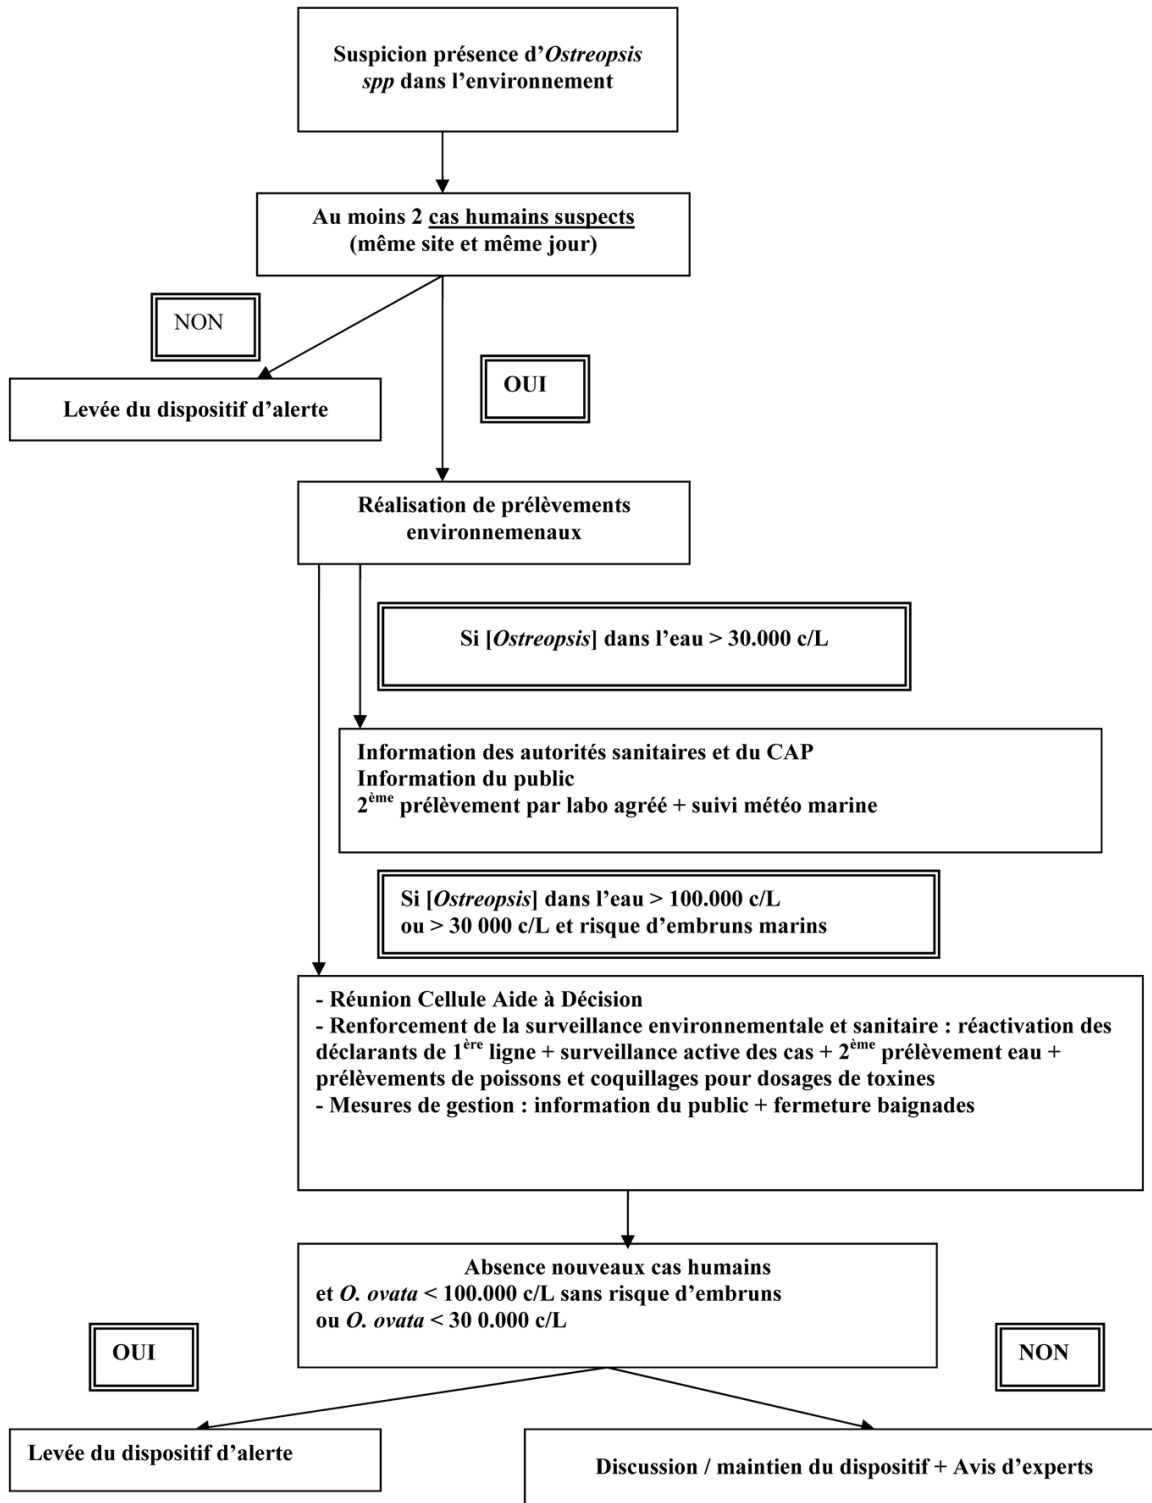 Suspicion présence d’Ostreopsis
spp dans l’environnement
Au moins 2 cas humains suspects
(même site et même jour)
NON
OUI
Levée du dispositif d’alerte
Réalisation de prélèvements
environnemenaux
Si [Ostreopsis] dans l’eau > 30.000 c/L
Information des autorités sanitaires et du CAP
Information du public
2ème prélèvement par labo agréé + suivi météo marine
Si [Ostreopsis] dans l’eau > 100.000 c/L
ou > 30 000 c/L et risque d’embruns marins
- Réunion Cellule Aide à Décision
- Renforcement de la surveillance environnementale et sanitaire : réactivation des
déclarants de 1ère ligne + surveillance active des cas + 2ème prélèvement eau +
prélèvements de poissons et coquillages pour dosages de toxines
- Mesures de gestion : information du public + fermeture baignades
Absence nouveaux cas humains
et O. ovata < 100.000 c/L sans risque d’embruns
ou O. ovata < 30 0.000 c/L
OUI
NON
Levée du dispositif d’alerte
Discussion / maintien du dispositif + Avis d’experts